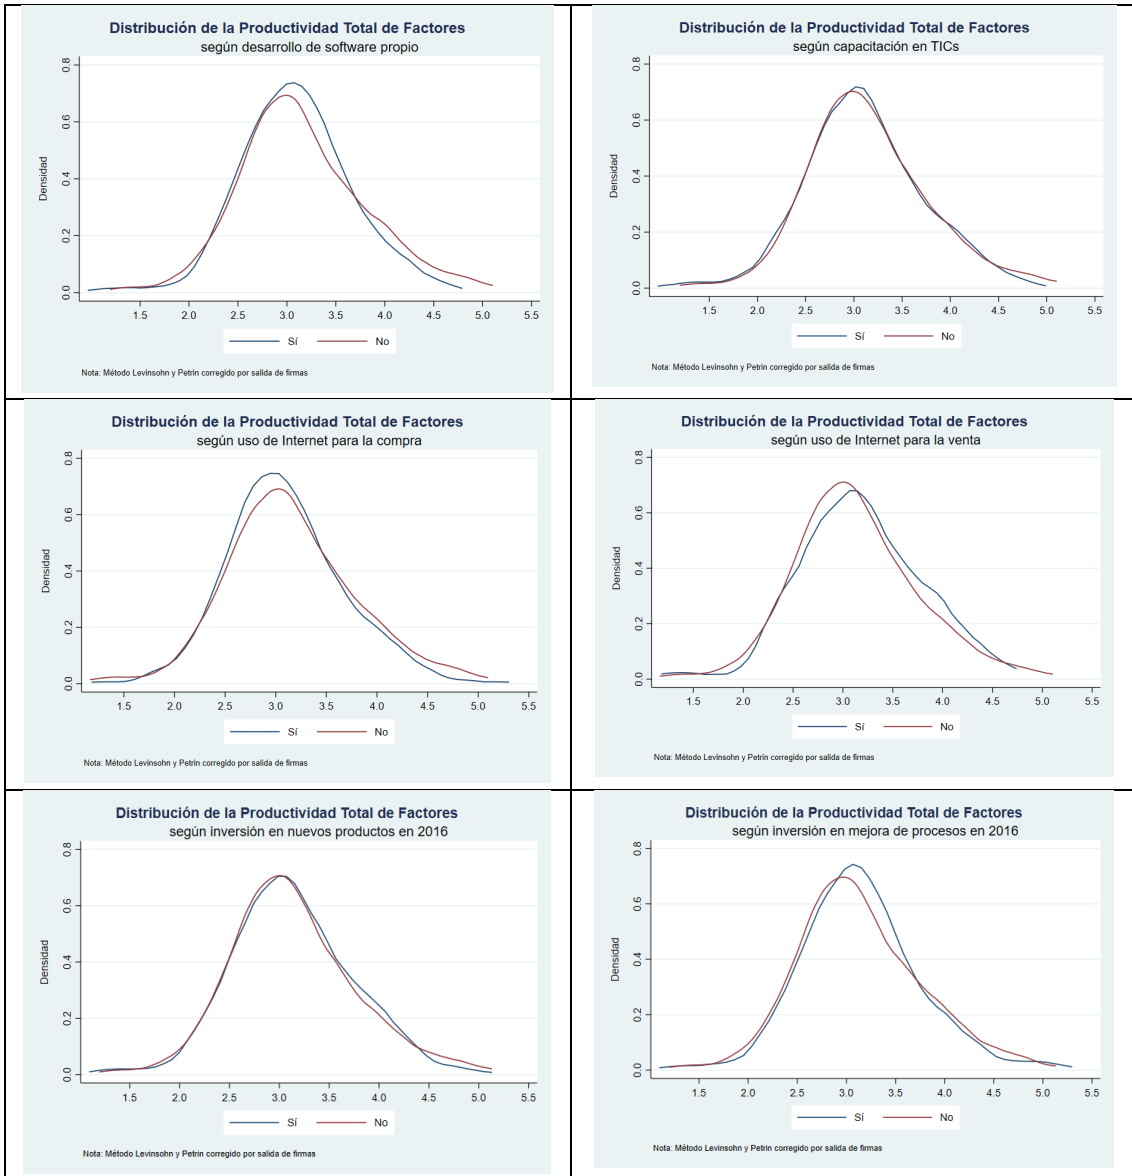 Distribución de la Productividad Total de Factores
según desarrollo de software propio
Densidad
0.8
0.6
0.4
0.2
0.0
1.5 2.0 2.5 3.0 3.5 4.0 4.5 5.0 5.5
Sí No
Nota: Método Levinsohn y Petrin corregido por salida de firmas
Distribución de la Productividad Total de Factores
según capacitación en TICs
Densidad
0.8
0.6
0.4
0.2
0.0
1.5 2.0 2.5 3.0 3.5 4.0 4.5 5.0 5.5
Sí No
Nota: Método Levinsohn y Petrin corregido por salida de firmas
Distribución de la Productividad Total de Factores
según uso de Internet para la compra
Densidad
0.8
0.6
0.4
0.2
0.0
1.5 2.0 2.5 3.0 3.5 4.0 4.5 5.0 5.5
Sí No
Nota: Método Levinsohn y Petrin corregido por salida de firmas
Distribución de la Productividad Total de Factores
según uso de Internet para la venta
Densidad
0.8
0.6
0.4
0.2
0.0
1.5 2.0 2.5 3.0 3.5 4.0 4.5 5.0 5.5
Sí No
Nota: Método Levinsohn y Petrin corregido por salida de firmas
Distribución de la Productividad Total de Factores
según inversión en nuevos productos en 2016
Densidad
0.8
0.6
0.4
0.2
0.0
1.5 2.0 2.5 3.0 3.5 4.0 4.5 5.0 5.5
Sí No
Nota: Método Levinsohn y Petrin corregido por salida de firmas
Distribución de la Productividad Total de Factores
según inversión en mejora de procesos en 2016
Densidad
0.8
0.6
0.4
0.2
0.0
1.5 2.0 2.5 3.0 3.5 4.0 4.5 5.0 5.5
Sí No
Nota: Método Levinsohn y Petrin corregido por salida de firmas